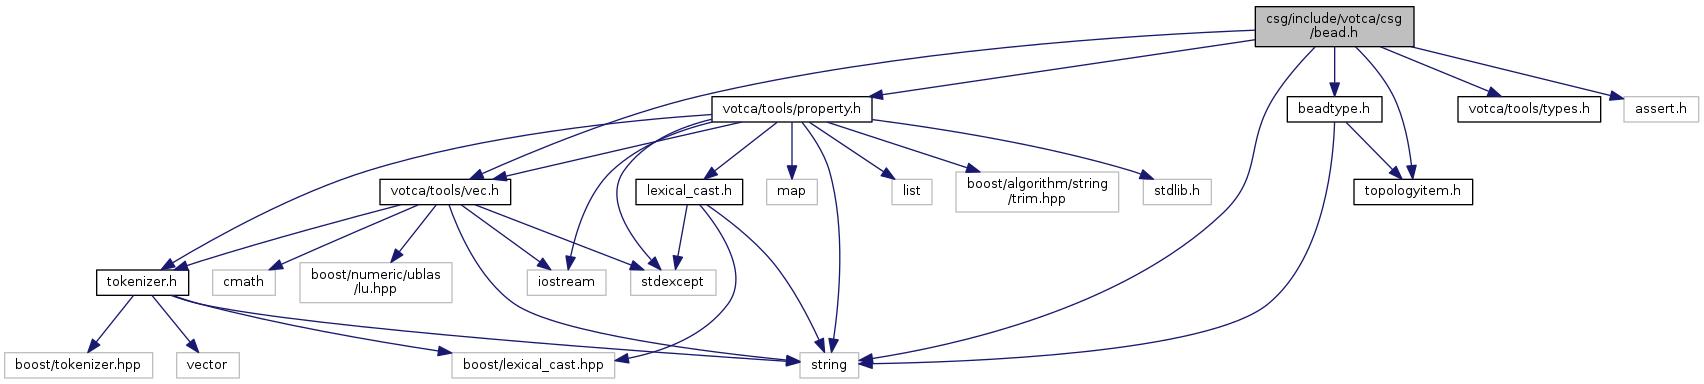 csg/include/votca/csg
/bead.h
votca/tools/property.h
beadtype.h
votca/tools/types.h
assert.h
votca/tools/vec.h
lexical_cast.h
map
list
boost/algorithm/string
/trim.hpp
stdlib.h
topologyitem.h
tokenizer.h
cmath
boost/numeric/ublas
/lu.hpp
iostream
stdexcept
boost/tokenizer.hpp
vector
boost/lexical_cast.hpp
string